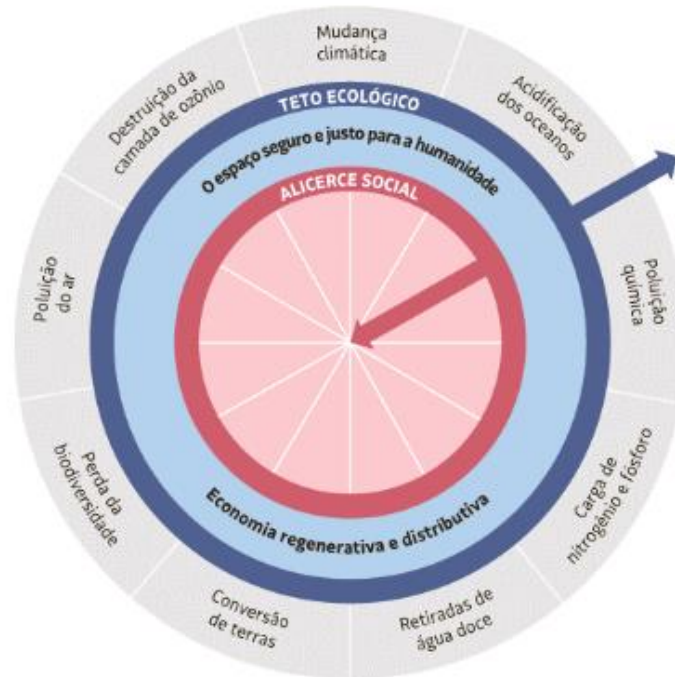 Mudança
climática
Acidificação
dos oceanos
Poluição
química
Carga de
nitrogênio e fósforo
Retiradas de
água doce
Conversão
de terras
Perda da
biodiversidade
Poluição
do ar
Destruição da
camada de ozônio
TETO ECOLÓGICO
O espaço seguro e justo para a humanidade
ALICERCE SOCIAL
Economia regenerativa e distributiva